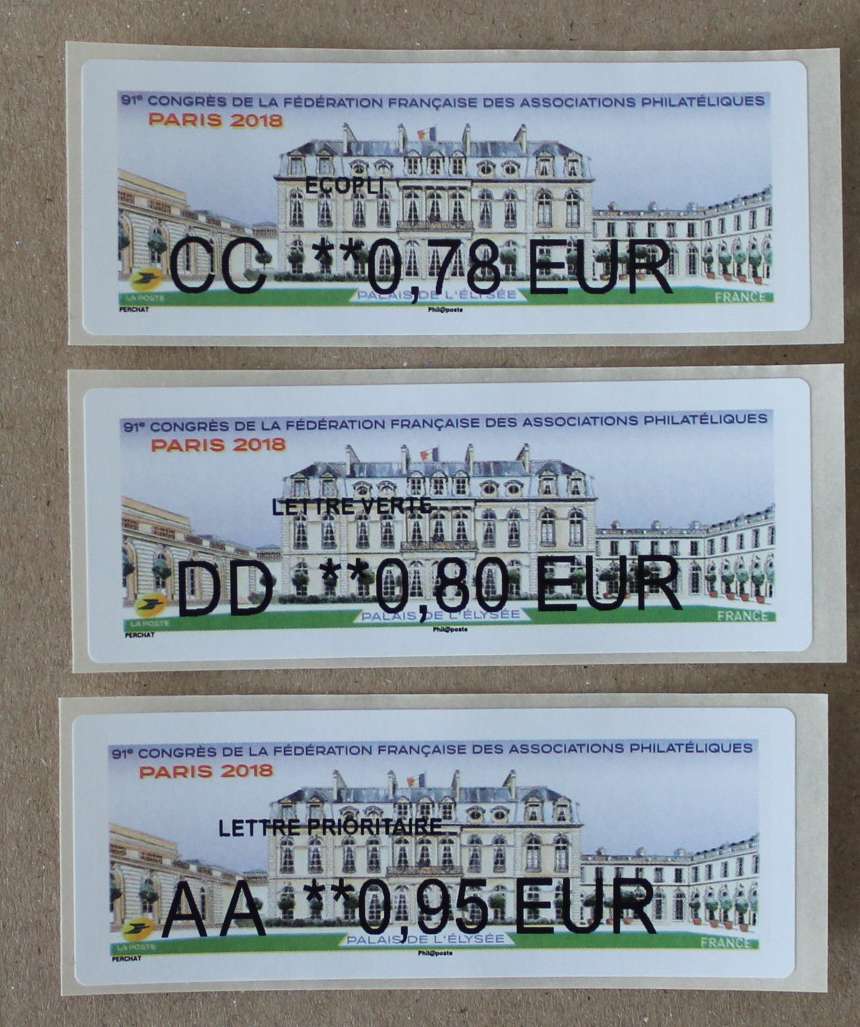 91e CONGRÈS DE LA FÉDÉRATION FRANÇAISE DES ASSOCIATIONS PHILATÉLIQUES
PARIS 2018
ECOPLI
CC **0,78 EUR
LA POSTE
PALAIS DE L'ÉLYSÉE
FRANCE
PERCHAT
Phil@poste
91e CONGRÈS DE LA FÉDÉRATION FRANÇAISE DES ASSOCIATIONS PHILATÉLIQUES
PARIS 2018
LETTRE VERTE
DD **0,80 EUR
LA POSTE
PALAIS DE L'ÉLYSÉE
FRANCE
PERCHAT
Phil@poste
91e CONGRÈS DE LA FÉDÉRATION FRANÇAISE DES ASSOCIATIONS PHILATÉLIQUES
PARIS 2018
LETTRE PRIORITAIRE
AA **0,95 EUR
LA POSTE
PALAIS DE L'ÉLYSÉE
FRANCE
PERCHAT
Phil@poste